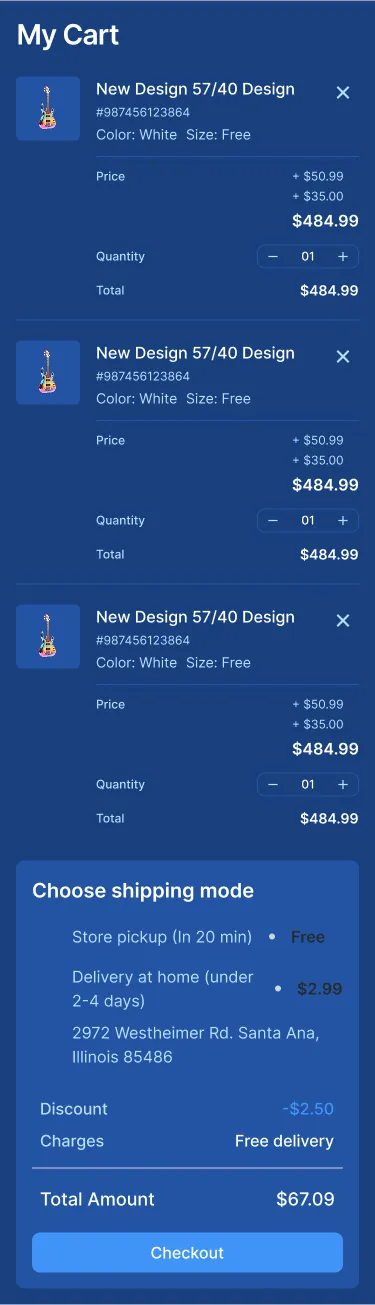 My Cart
New Design 57/40 Design
#987456123864
Color: White Size: Free
Price + $50.99
+ $35.00
$484.99
Quantity − 01 +
Total $484.99
New Design 57/40 Design
#987456123864
Color: White Size: Free
Price + $50.99
+ $35.00
$484.99
Quantity − 01 +
Total $484.99
New Design 57/40 Design
#987456123864
Color: White Size: Free
Price + $50.99
+ $35.00
$484.99
Quantity − 01 +
Total $484.99
Choose shipping mode
Store pickup (In 20 min) • Free
Delivery at home (under
2-4 days) • $2.99
2972 Westheimer Rd. Santa Ana,
Illinois 85486
Discount -$2.50
Charges Free delivery
Total Amount $67.09
Checkout